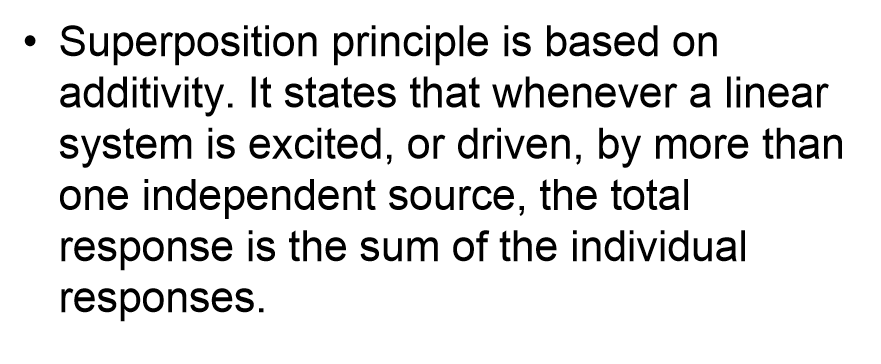 • Superposition principle is based on
additivity. It states that whenever a linear
system is excited, or driven, by more than
one independent source, the total
response is the sum of the individual
responses.